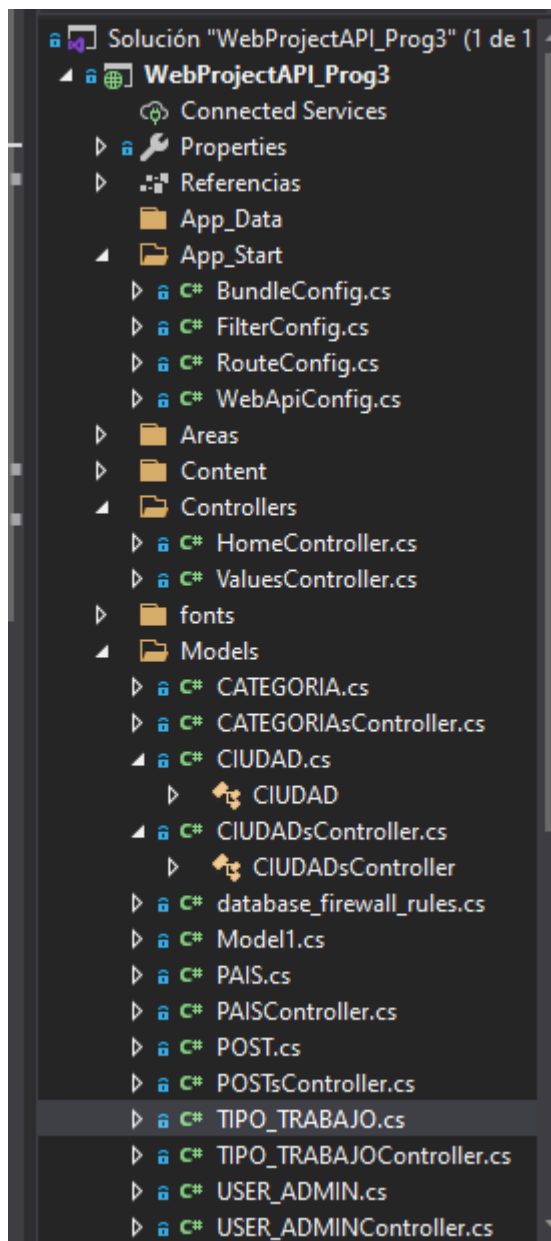 Solución "WebProjectAPI_Prog3" (1 de 1
WebProjectAPI_Prog3
Connected Services
Properties
Referencias
App_Data
App_Start
C# BundleConfig.cs
C# FilterConfig.cs
C# RouteConfig.cs
C# WebApiConfig.cs
Areas
Content
Controllers
C# HomeController.cs
C# ValuesController.cs
fonts
Models
C# CATEGORIA.cs
C# CATEGORIAsController.cs
C# CIUDAD.cs
CIUDAD
C# CIUDADsController.cs
CIUDADsController
C# database_firewall_rules.cs
C# Model1.cs
C# PAIS.cs
C# PAISController.cs
C# POST.cs
C# POSTsController.cs
C# TIPO_TRABAJO.cs
C# TIPO_TRABAJOController.cs
C# USER_ADMIN.cs
C# USER_ADMINController.cs